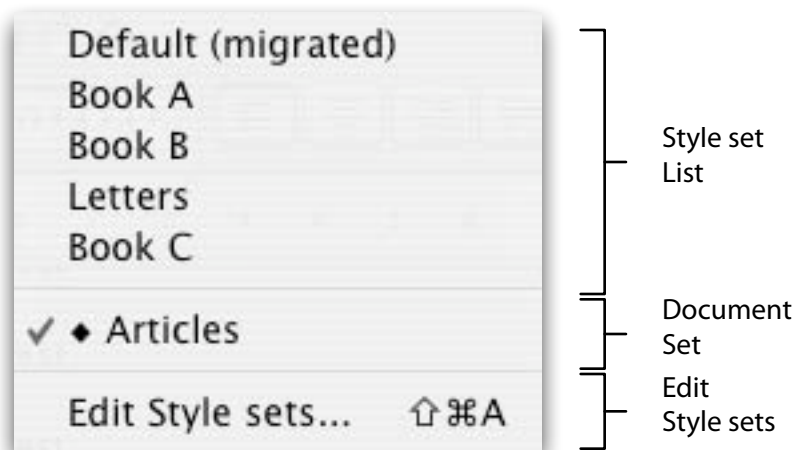 Default (migrated)
Book A
Book B
Letters
Book C
✓ ◆ Articles
Edit Style sets... ⇧⌘A
Style set
List
Document
Set
Edit
Style sets